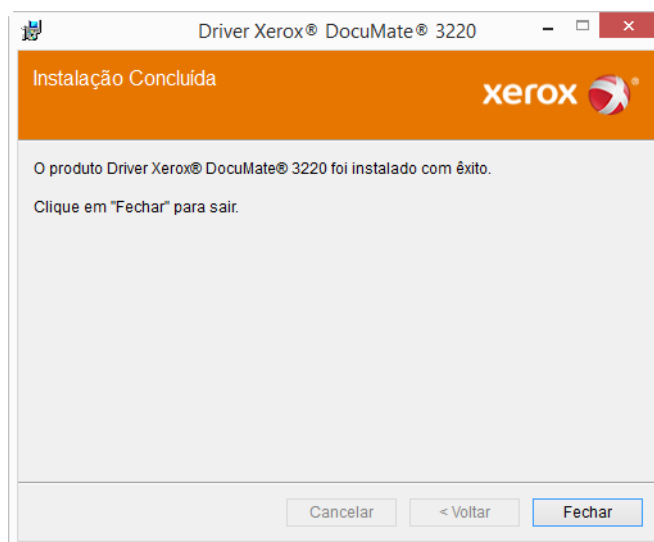 Driver Xerox® DocuMate® 3220
Instalação Concluída
xerox ®
O produto Driver Xerox® DocuMate® 3220 foi instalado com êxito.
Clique em "Fechar" para sair.
Cancelar < Voltar Fechar